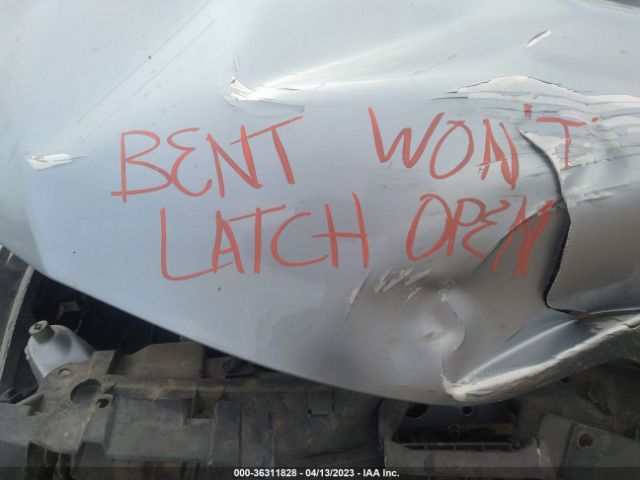 BENT WON'T
LATCH OPEN
000-36311828 - 04/13/2023 - IAA Inc.